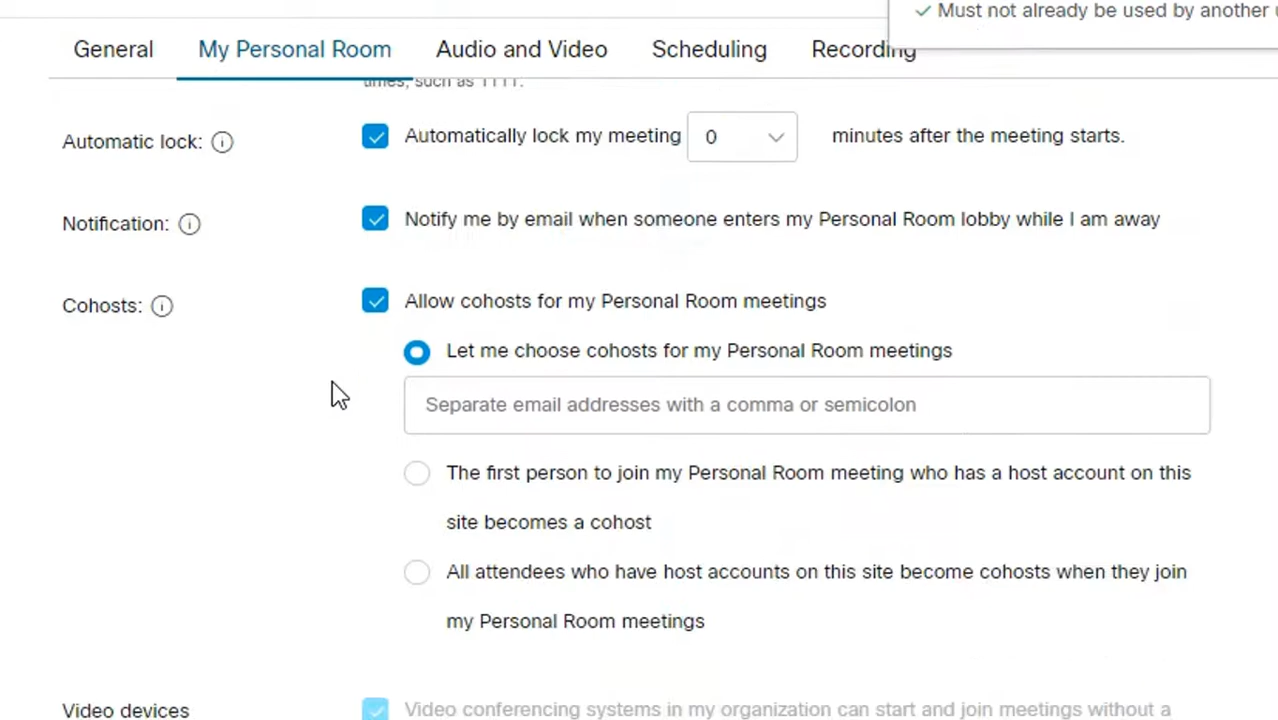 Must not already be used by another
General My Personal Room Audio and Video Scheduling Recording
times, such as 1111.
Automatic lock: Automatically lock my meeting 0 minutes after the meeting starts.
Notification: Notify me by email when someone enters my Personal Room lobby while I am away
Cohosts: Allow cohosts for my Personal Room meetings
Let me choose cohosts for my Personal Room meetings
Separate email addresses with a comma or semicolon
The first person to join my Personal Room meeting who has a host account on this
site becomes a cohost
All attendees who have host accounts on this site become cohosts when they join
my Personal Room meetings
Video devices Video conferencing systems in my organization can start and join meetings without a